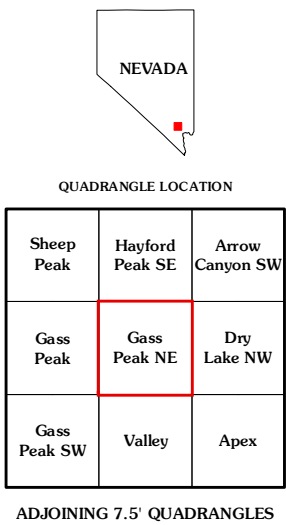 NEVADA
QUADRANGLE LOCATION
Sheep
Peak
Hayford
Peak SE
Arrow
Canyon SW
Gass
Peak
Gass
Peak NE
Dry
Lake NW
Gass
Peak SW
Valley
Apex
ADJOINING 7.5' QUADRANGLES